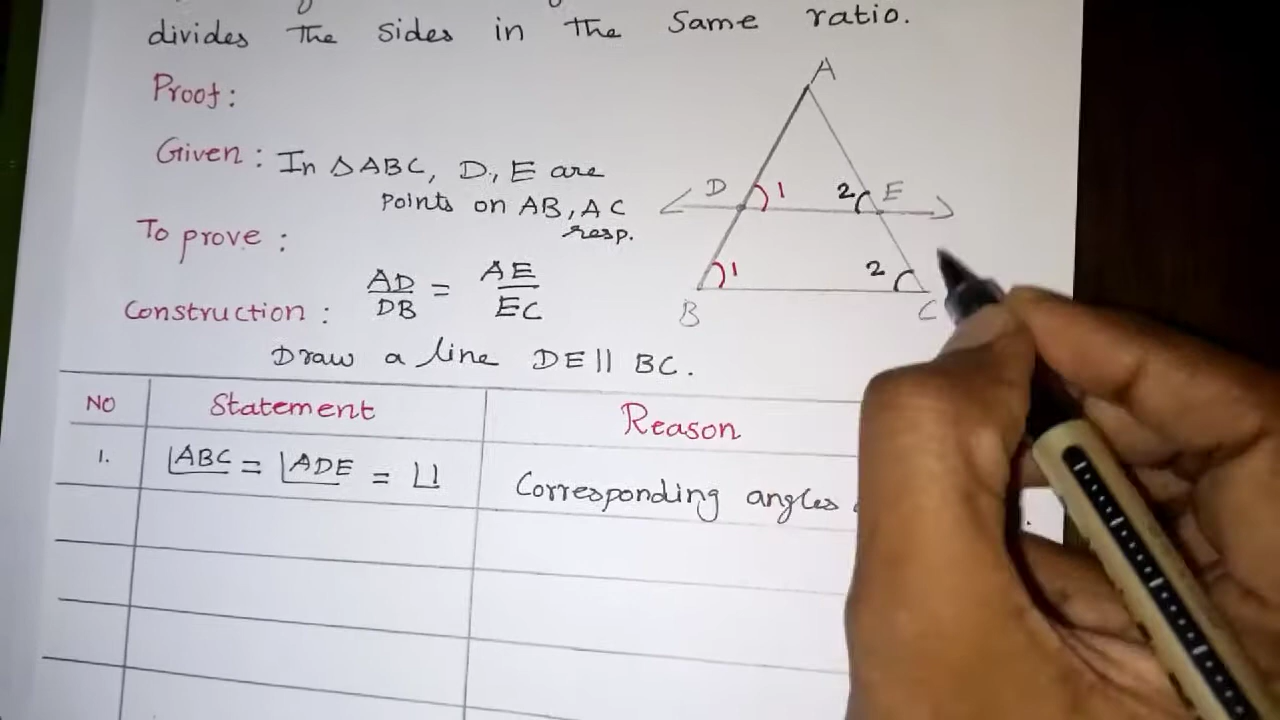 divides the sides in the same ratio.
Proof:
Given: In △ABC, D, E are
points on AB, AC
resp.
To prove:
AD/DB = AE/EC
Construction:
Draw a line DE || BC.
A
D 1 2 E
1 2
B C
NO Statement Reason
1. ∠ABC = ∠ADE = ∠1 Corresponding angles